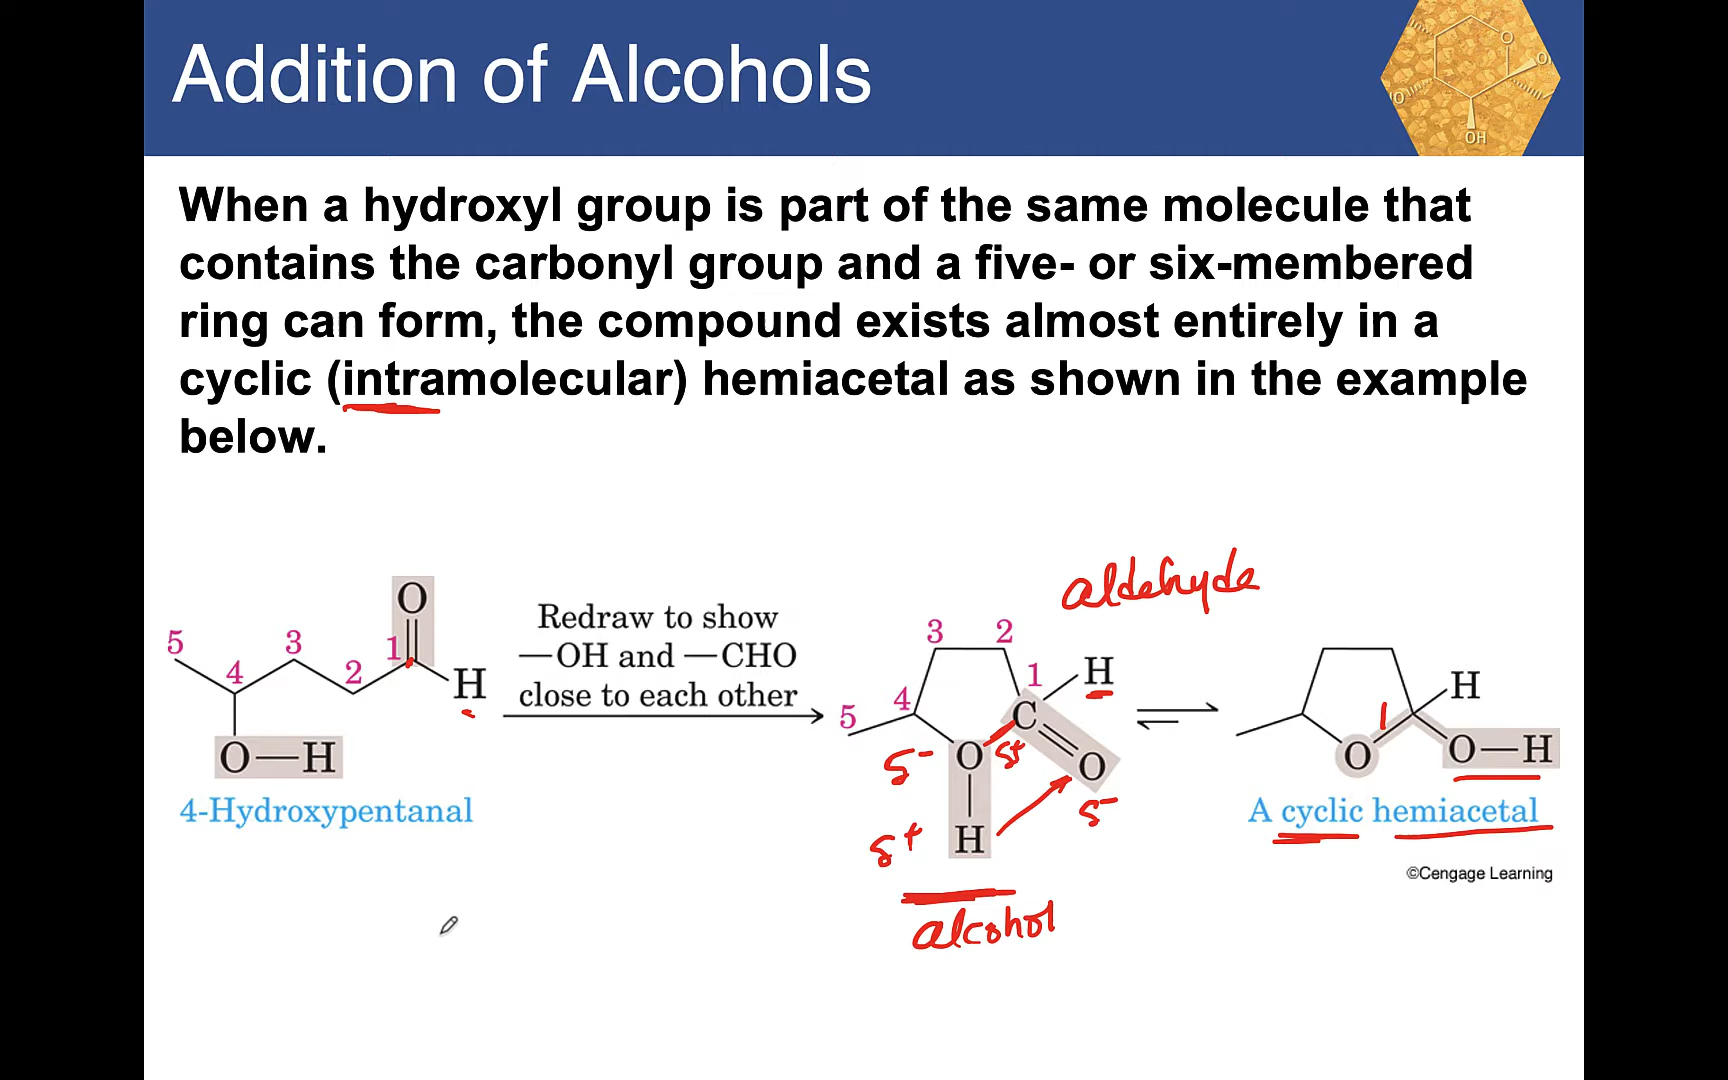 Addition of Alcohols
O
O
O
OH
When a hydroxyl group is part of the same molecule that
contains the carbonyl group and a five- or six-membered
ring can form, the compound exists almost entirely in a
cyclic (intramolecular) hemiacetal as shown in the example
below.
5
4
3
2
1
O
H
O—H
4-Hydroxypentanal
Redraw to show
—OH and —CHO
close to each other
aldehyde
3 2
1 H
4
5
C
δ- O δ+
O
δ-
δ+ H
alcohol
H
1
O
O—H
A cyclic hemiacetal
©Cengage Learning